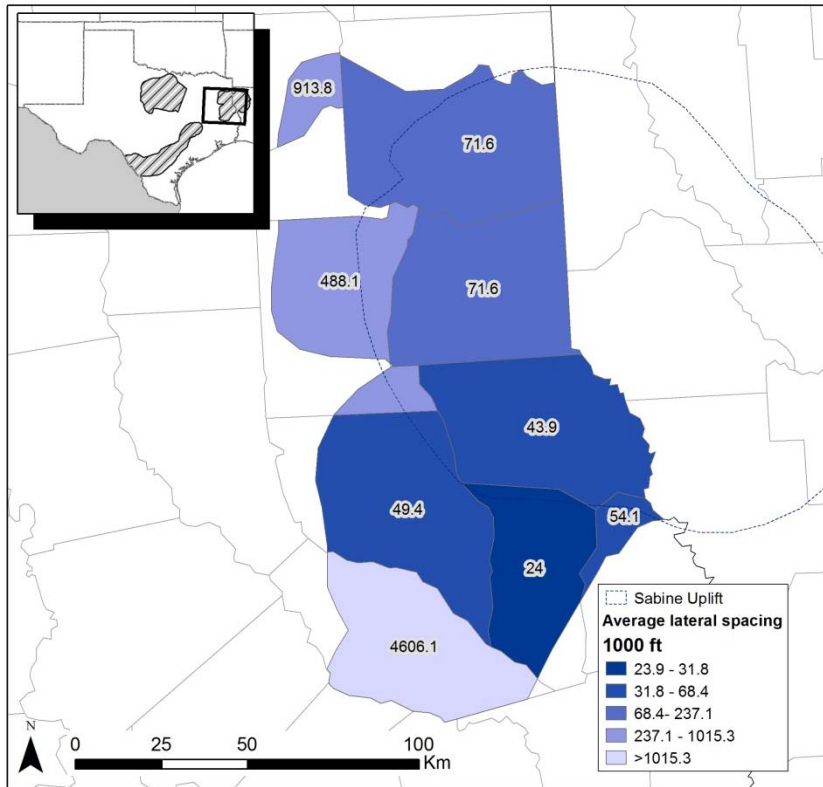 913.8
71.6
488.1
71.6
43.9
49.4
54.1
24
4606.1
Sabine Uplift
Average lateral spacing
1000 ft
23.9 - 31.8
31.8 - 68.4
68.4- 237.1
237.1 - 1015.3
>1015.3
N
0 25 50 100
Km